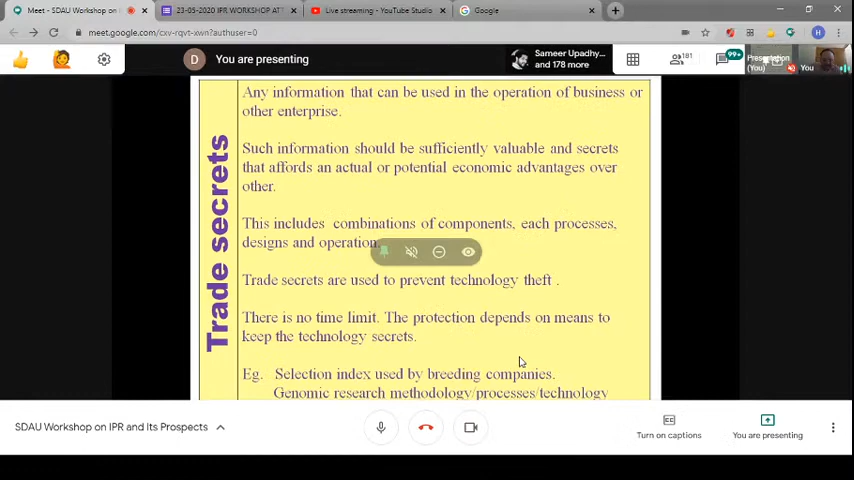 Meet - SDAU Workshop on I
23-05-2020 IPR WORKSHOP ATT
Live streaming - YouTube Studio
Google
meet.google.com/cxv-rqvt-xwn?authuser=0
H
D
You are presenting
Sameer Upadhy...
and 178 more
181
99+
Presentation
(You)
You
Trade secrets
Any information that can be used in the operation of business or
other enterprise.
Such information should be sufficiently valuable and secrets
that affords an actual or potential economic advantages over
other.
This includes combinations of components, each processes,
designs and operation
Trade secrets are used to prevent technology theft .
There is no time limit. The protection depends on means to
keep the technology secrets.
Eg. Selection index used by breeding companies.
Genomic research methodology/processes/technology
SDAU Workshop on IPR and Its Prospects
Turn on captions
You are presenting